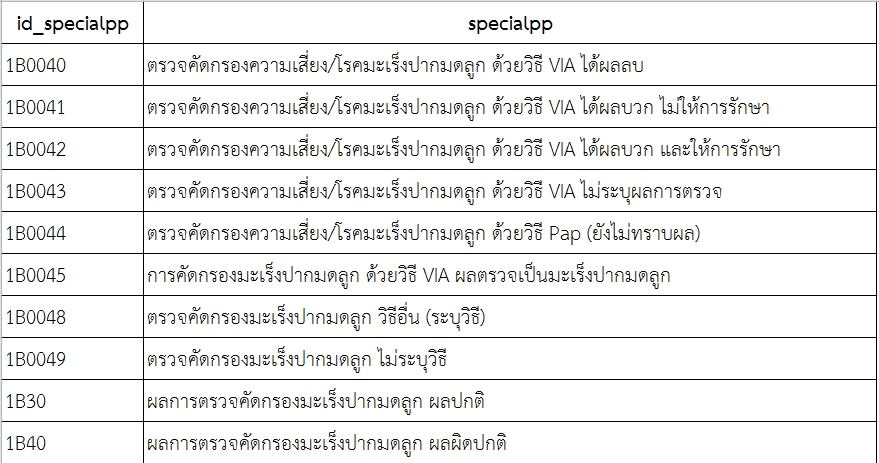 id_specialpp specialpp
1B0040 ตรวจคัดกรองความเสี่ยง/โรคมะเร็งปากมดลูก ด้วยวิธี VIA ได้ผลลบ
1B0041 ตรวจคัดกรองความเสี่ยง/โรคมะเร็งปากมดลูก ด้วยวิธี VIA ได้ผลบวก ไม่ให้การรักษา
1B0042 ตรวจคัดกรองความเสี่ยง/โรคมะเร็งปากมดลูก ด้วยวิธี VIA ได้ผลบวก และให้การรักษา
1B0043 ตรวจคัดกรองความเสี่ยง/โรคมะเร็งปากมดลูก ด้วยวิธี VIA ไม่ระบุผลการตรวจ
1B0044 ตรวจคัดกรองความเสี่ยง/โรคมะเร็งปากมดลูก ด้วยวิธี Pap (ยังไม่ทราบผล)
1B0045 การคัดกรองมะเร็งปากมดลูก ด้วยวิธี VIA ผลตรวจเป็นมะเร็งปากมดลูก
1B0048 ตรวจคัดกรองมะเร็งปากมดลูก วิธีอื่น (ระบุวิธี)
1B0049 ตรวจคัดกรองมะเร็งปากมดลูก ไม่ระบุวิธี
1B30 ผลการตรวจคัดกรองมะเร็งปากมดลูก ผลปกติ
1B40 ผลการตรวจคัดกรองมะเร็งปากมดลูก ผลผิดปกติ